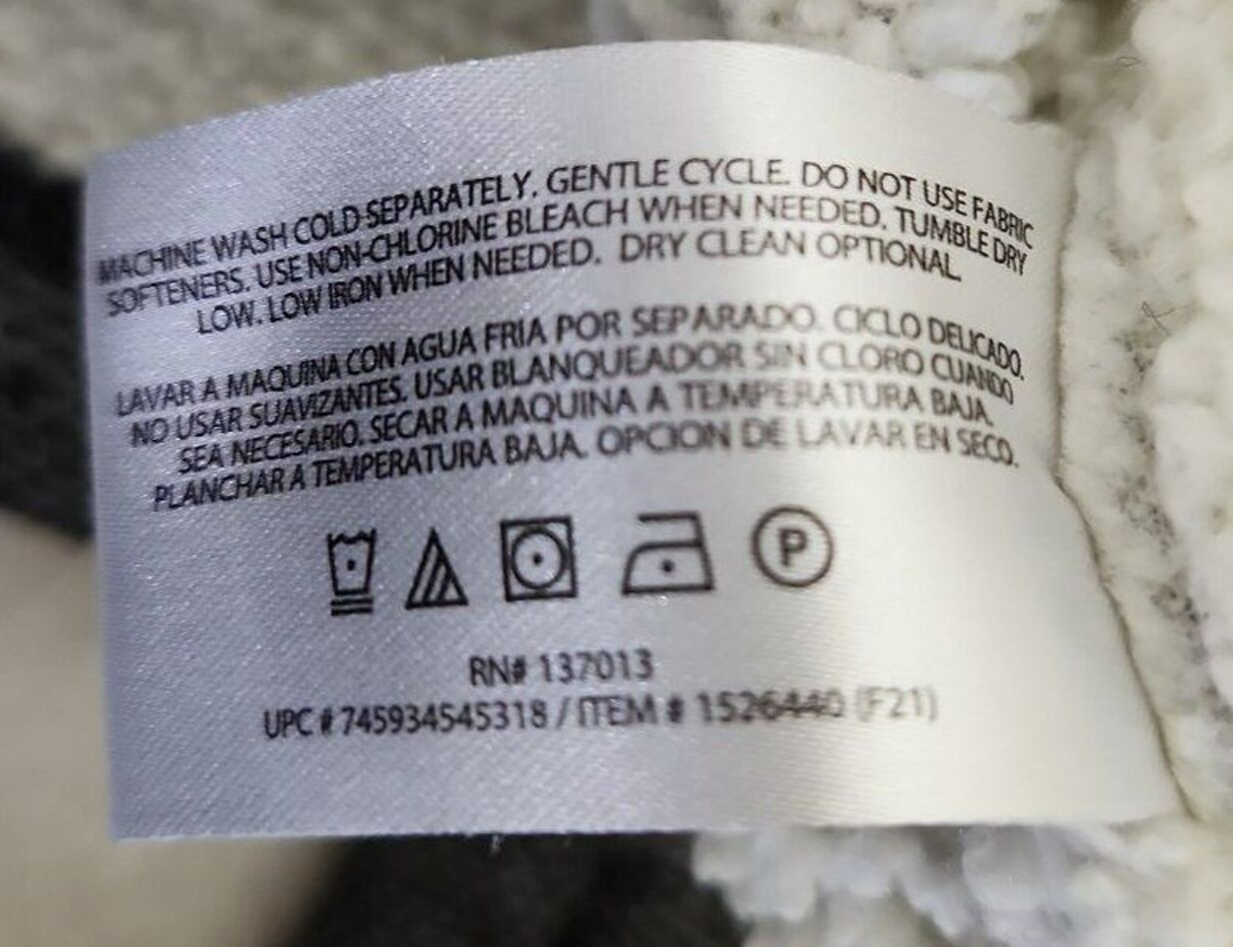 MACHINE WASH COLD SEPARATELY. GENTLE CYCLE. DO NOT USE FABRIC
SOFTENERS. USE NON-CHLORINE BLEACH WHEN NEEDED. TUMBLE DRY
LOW. LOW IRON WHEN NEEDED. DRY CLEAN OPTIONAL.
LAVAR A MAQUINA CON AGUA FRIA POR SEPARADO. CICLO DELICADO.
NO USAR SUAVIZANTES. USAR BLANQUEADOR SIN CLORO CUANDO
SEA NECESARIO. SECAR A MAQUINA A TEMPERATURA BAJA.
PLANCHAR A TEMPERATURA BAJA. OPCION DE LAVAR EN SECO.
P
RN# 137013
UPC # 745934545318 / ITEM # 1526440 (F21)